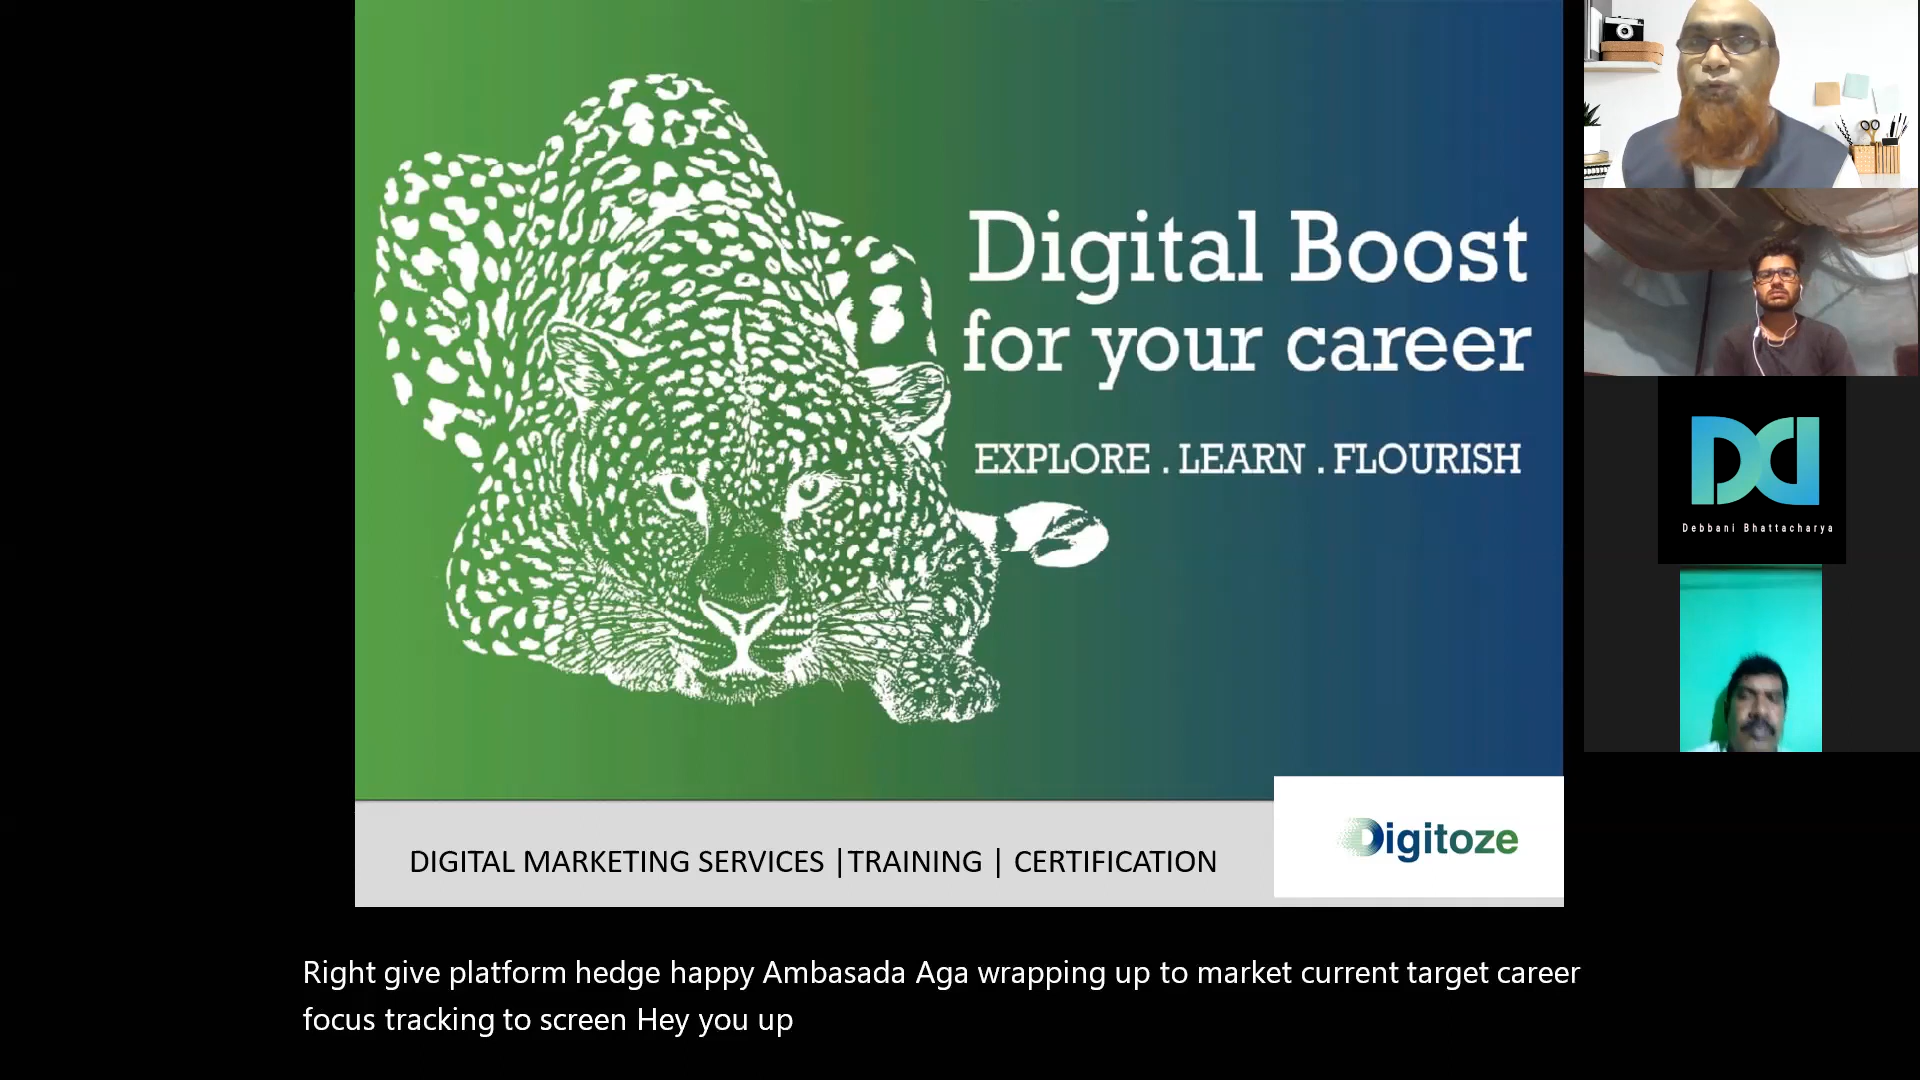 Digital Boost
for your career
EXPLORE . LEARN . FLOURISH
Debbani Bhattacharya
DIGITAL MARKETING SERVICES | TRAINING | CERTIFICATION
Digitoze
Right give platform hedge happy Ambasada Aga wrapping up to market current target career
focus tracking to screen Hey you up